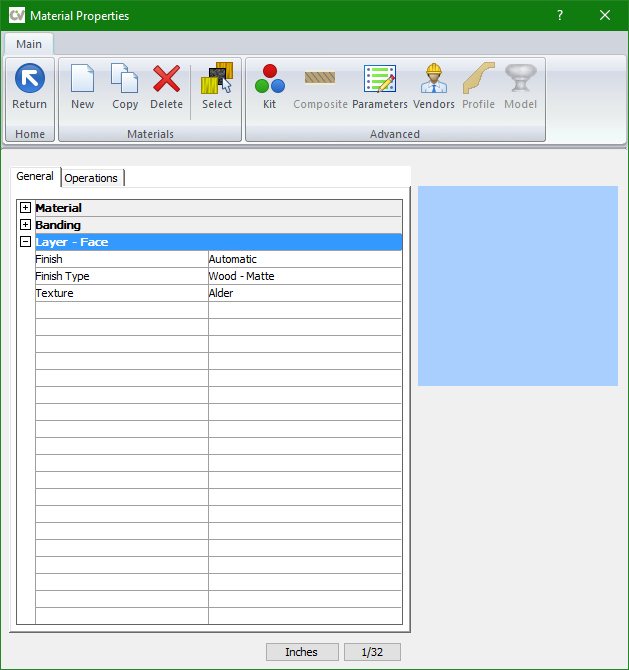 CV Material Properties ?
Main
Return New Copy Delete Select Kit Composite Parameters Vendors Profile Model
Home Materials Advanced
General Operations
Material
Banding
Layer - Face
Finish Automatic
Finish Type Wood - Matte
Texture Alder
Inches 1/32